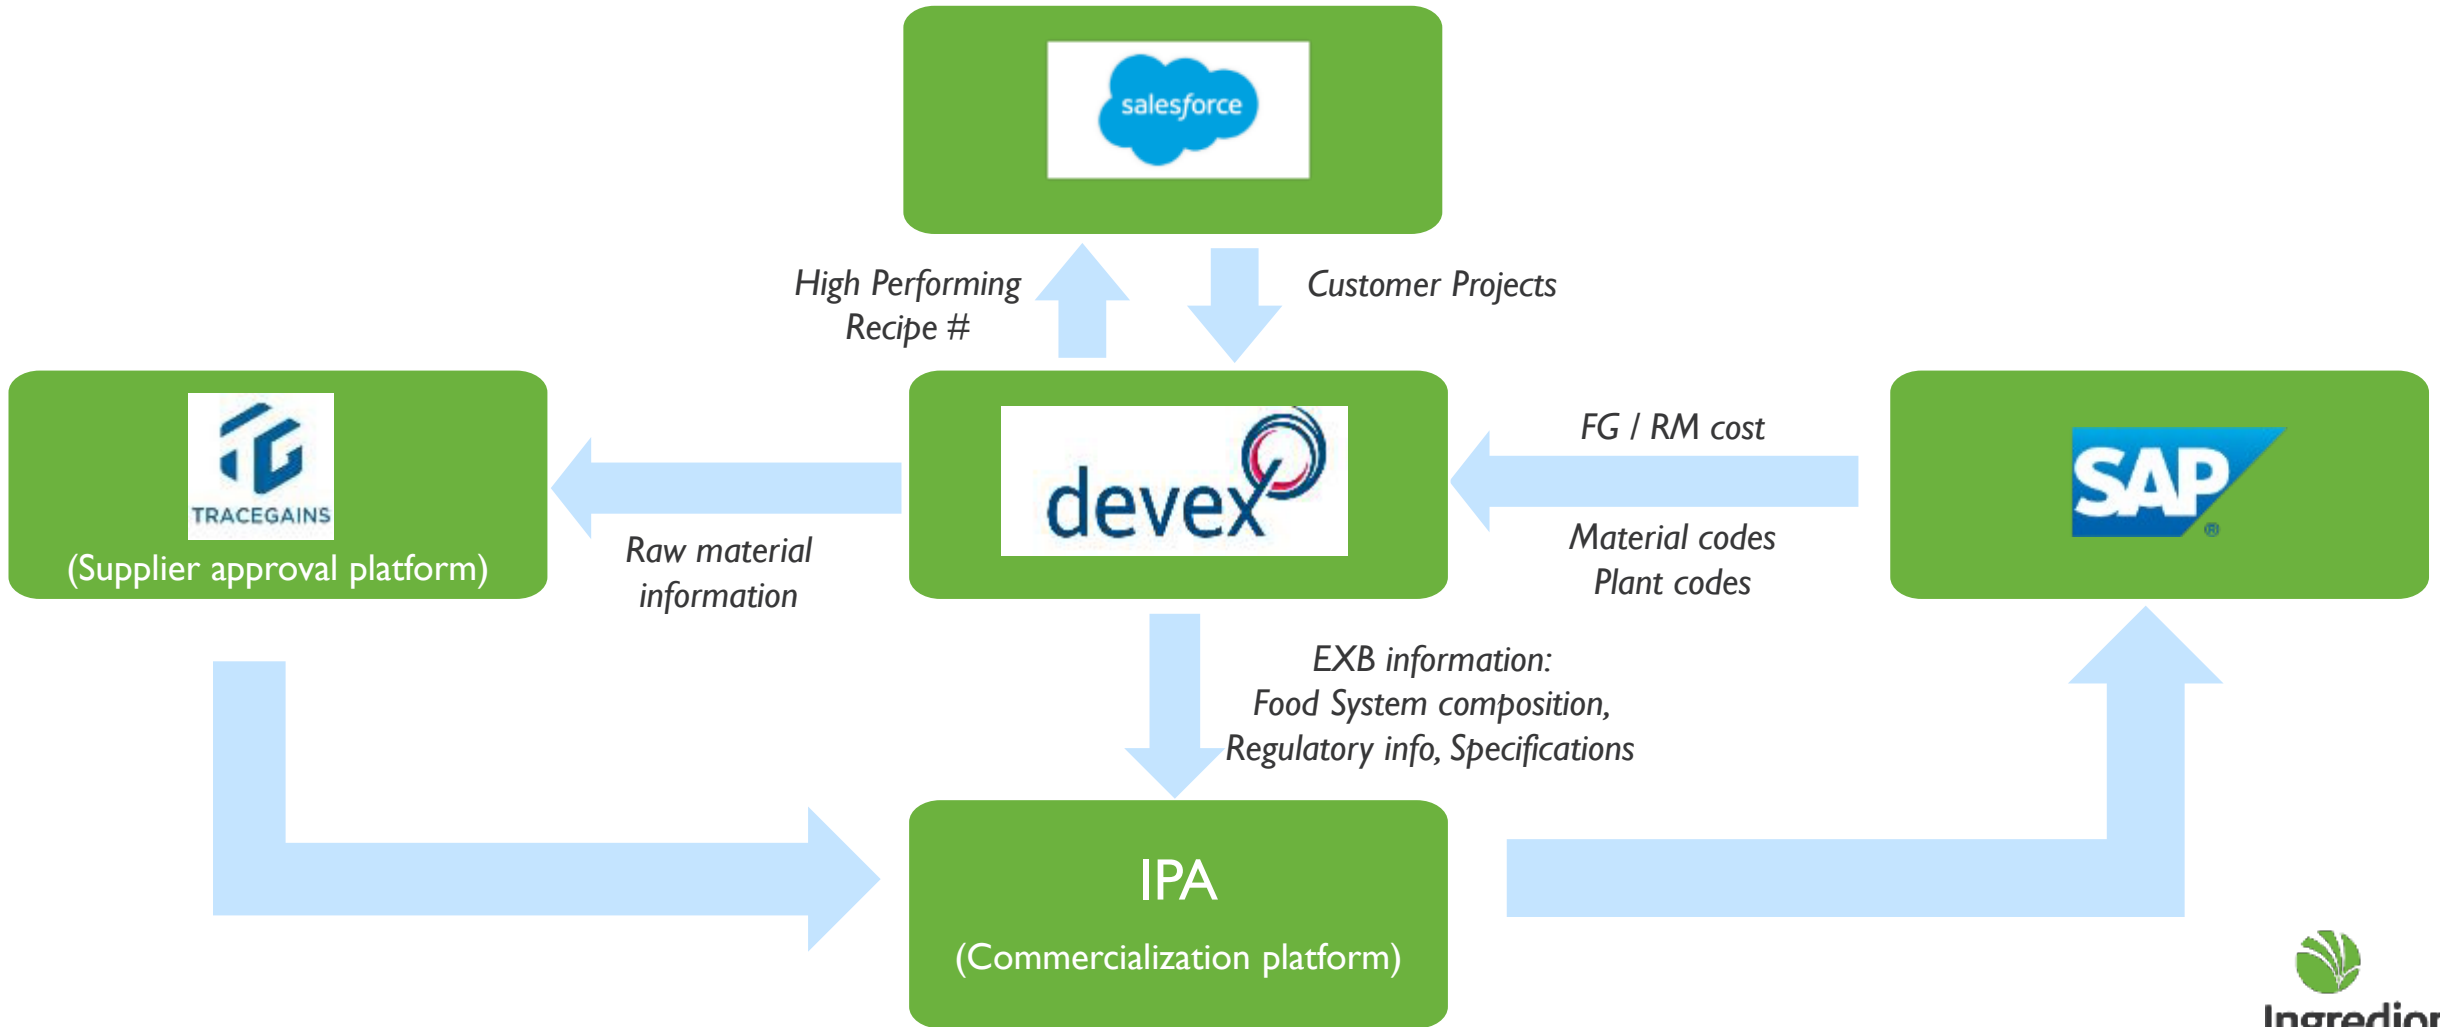 salesforce
High Performing
Recipe #
Customer Projects
TRACEGAINS
(Supplier approval platform)
Raw material
information
devex
FG / RM cost
Material codes
Plant codes
SAP
®
EXB information:
Food System composition,
Regulatory info, Specifications
IPA
(Commercialization platform)
Ingredion